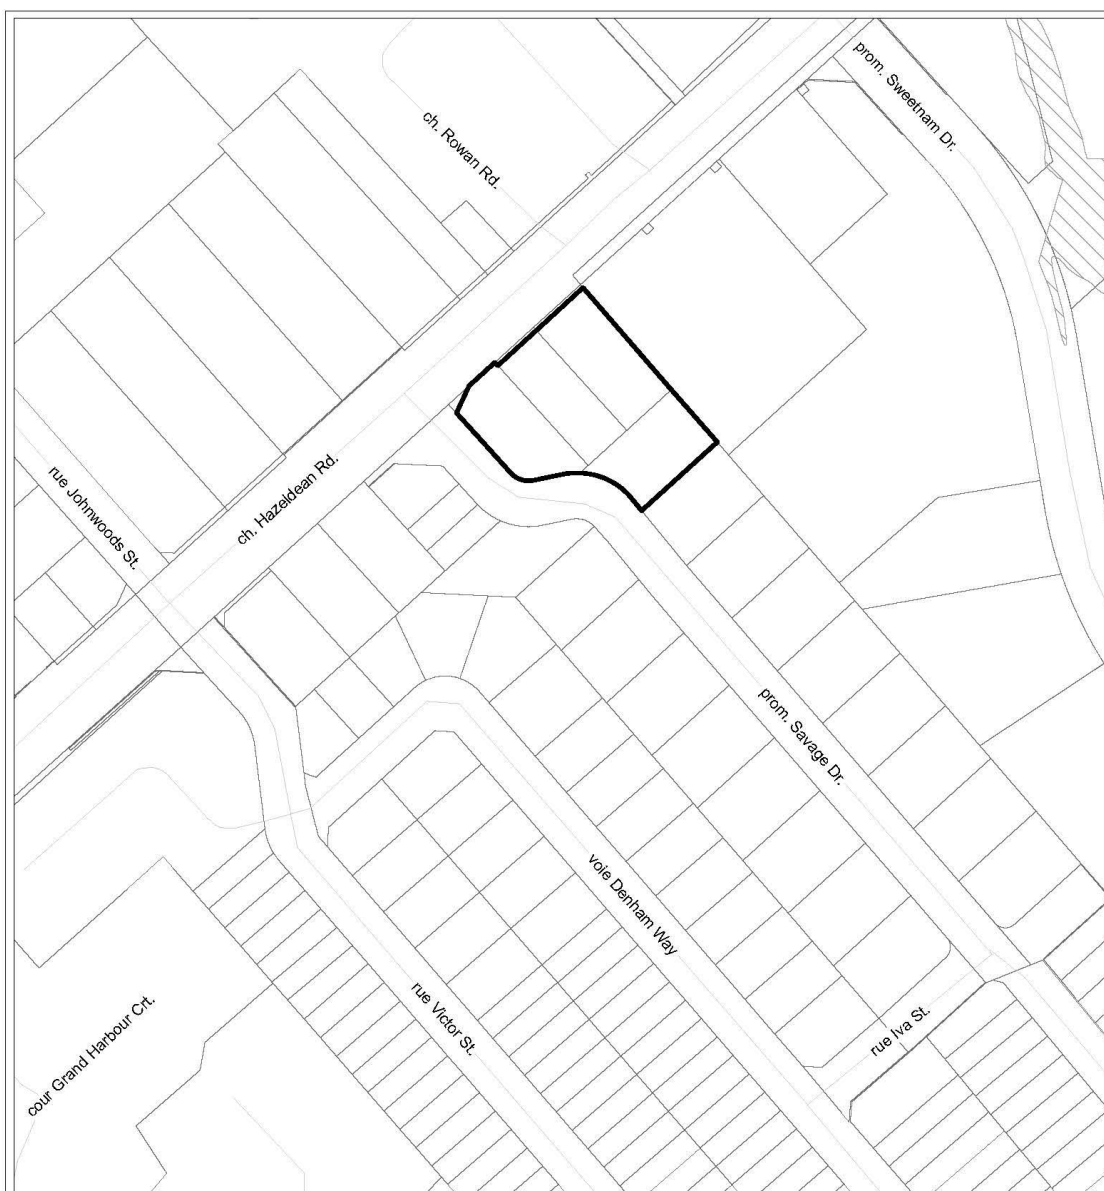 prom. Sweetnam Dr.
ch. Rowan Rd.
ch. Hazeldean Rd.
rue Johnwoods St.
prom. Savage Dr.
voie Denham Way
rue Victor St.
rue Iva St.
cour Grand Harbour Crt.